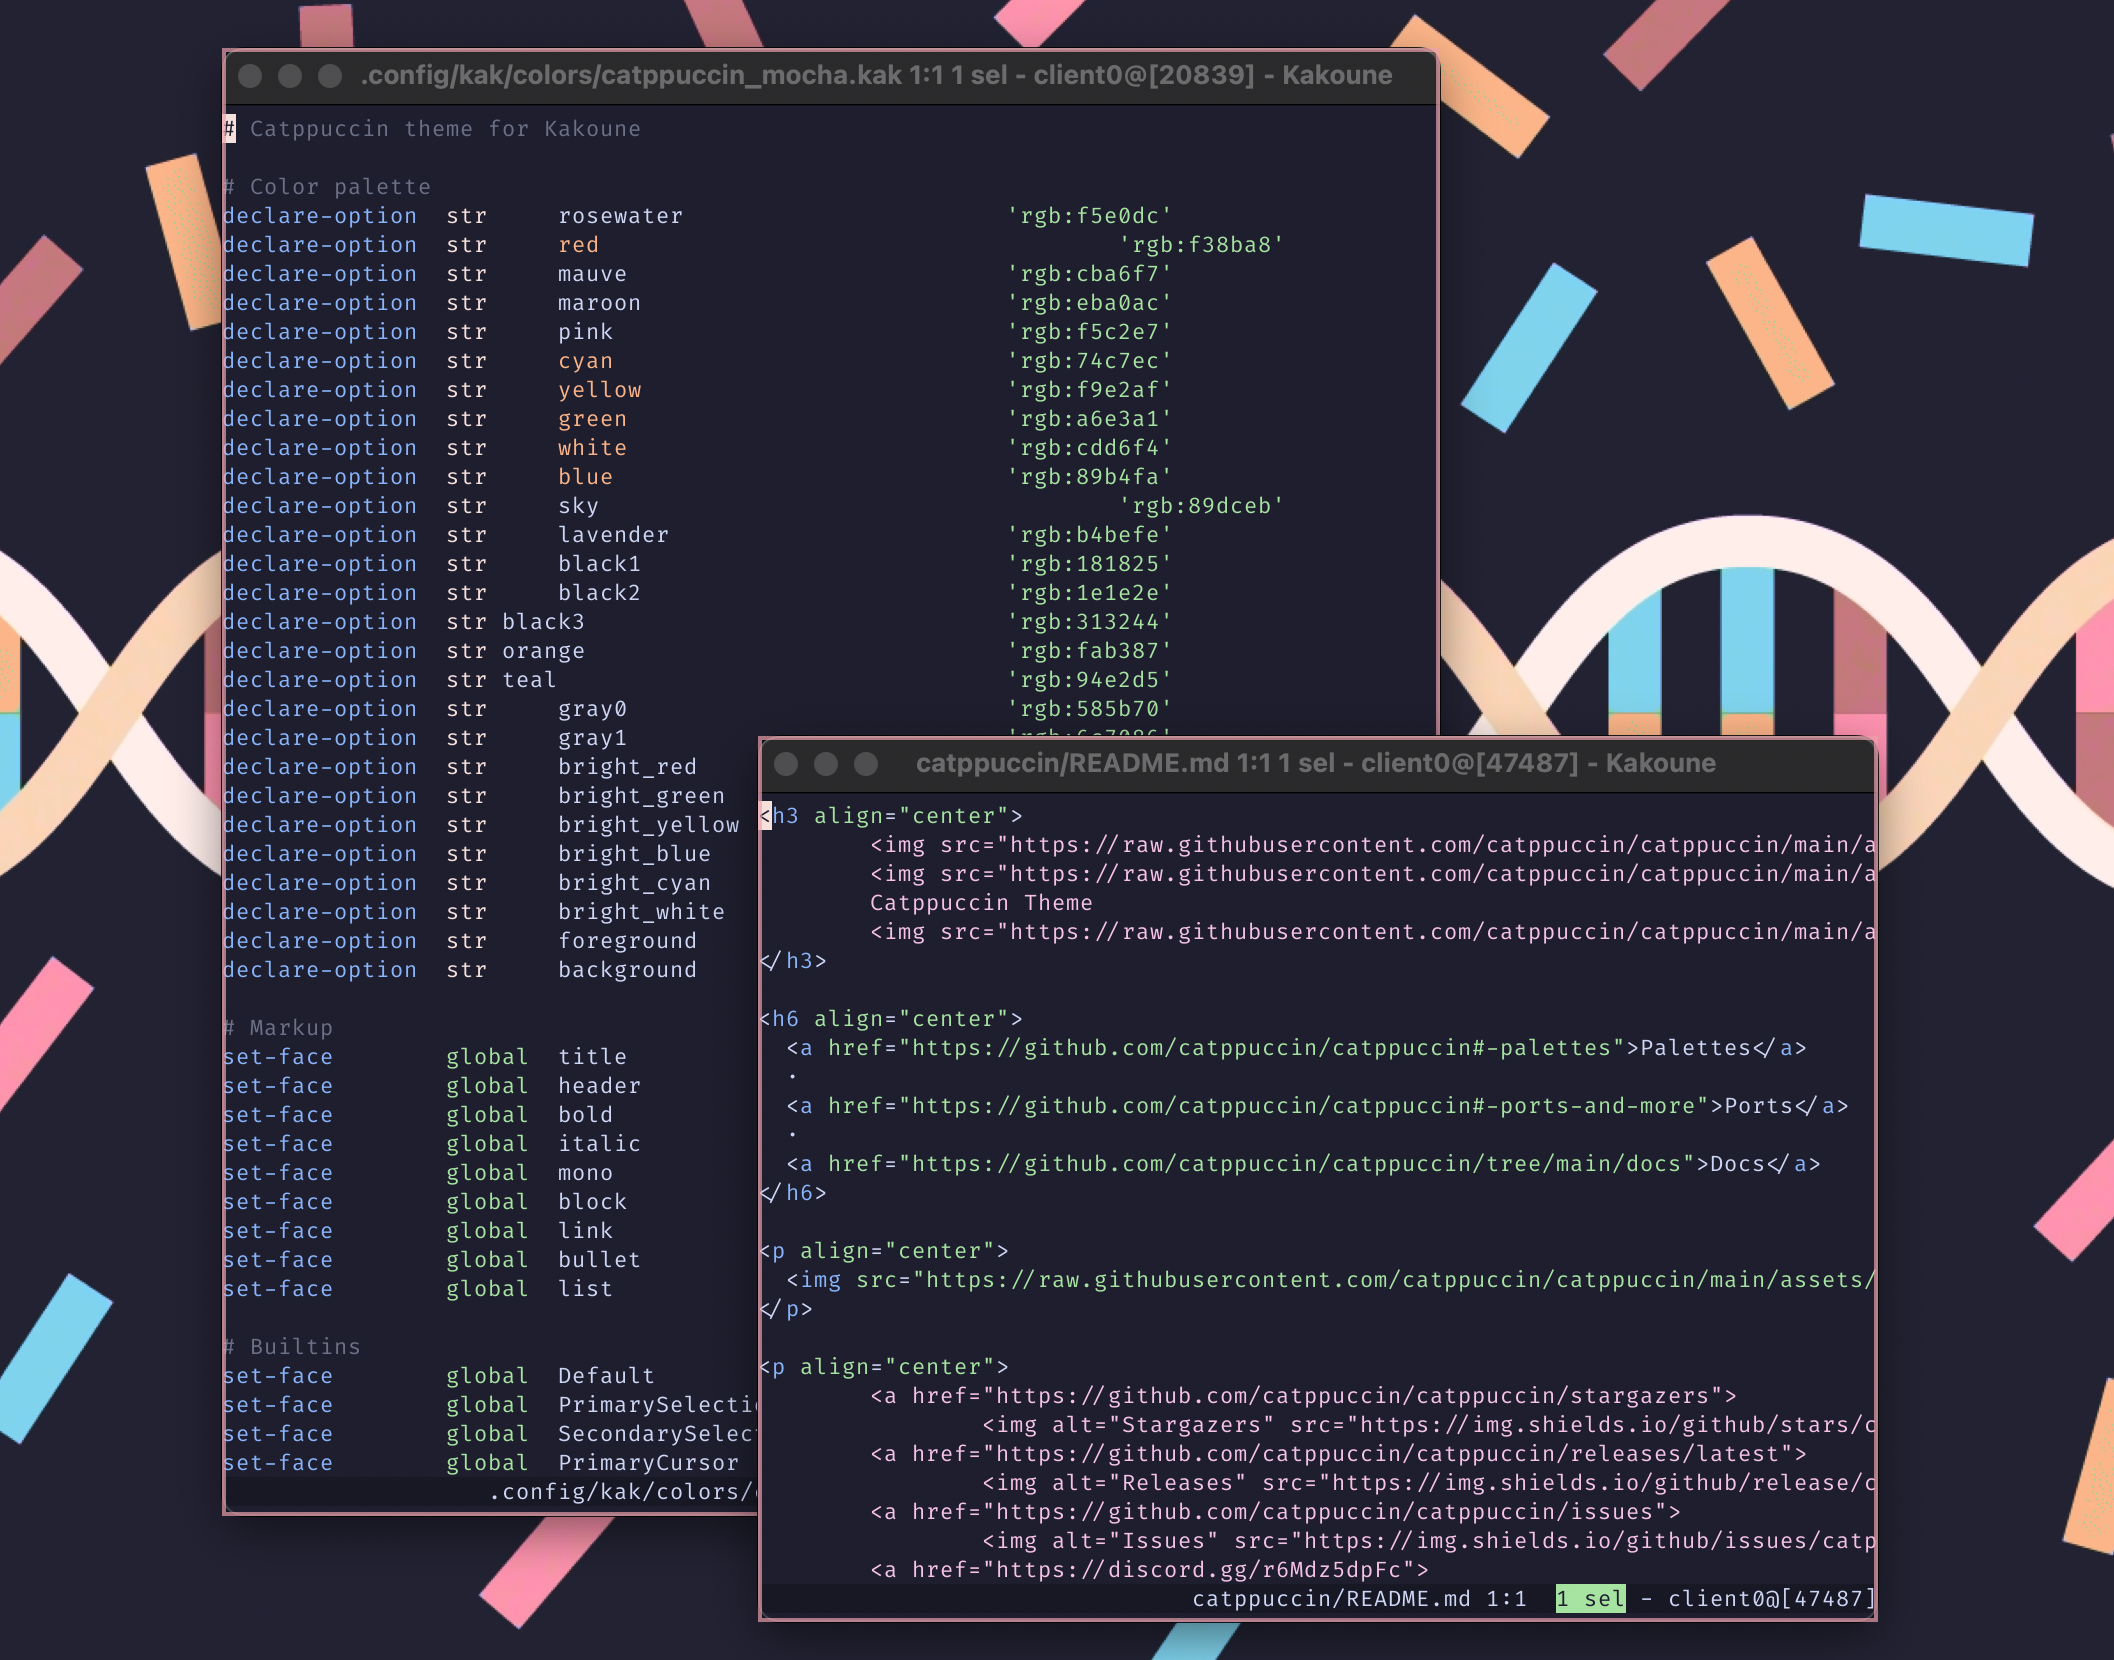 .config/kak/colors/catppuccin_mocha.kak 1:1 1 sel - client0@[20839] - Kakoune
# Catppuccin theme for Kakoune
# Color palette
declare-option str rosewater 'rgb:f5e0dc'
declare-option str red 'rgb:f38ba8'
declare-option str mauve 'rgb:cba6f7'
declare-option str maroon 'rgb:eba0ac'
declare-option str pink 'rgb:f5c2e7'
declare-option str cyan 'rgb:74c7ec'
declare-option str yellow 'rgb:f9e2af'
declare-option str green 'rgb:a6e3a1'
declare-option str white 'rgb:cdd6f4'
declare-option str blue 'rgb:89b4fa'
declare-option str sky 'rgb:89dceb'
declare-option str lavender 'rgb:b4befe'
declare-option str black1 'rgb:181825'
declare-option str black2 'rgb:1e1e2e'
declare-option str black3 'rgb:313244'
declare-option str orange 'rgb:fab387'
declare-option str teal 'rgb:94e2d5'
declare-option str gray0 'rgb:585b70'
declare-option str gray1
declare-option str bright_red
declare-option str bright_green
declare-option str bright_yellow
declare-option str bright_blue
declare-option str bright_cyan
declare-option str bright_white
declare-option str foreground
declare-option str background
# Markup
set-face global title
set-face global header
set-face global bold
set-face global italic
set-face global mono
set-face global block
set-face global link
set-face global bullet
set-face global list
# Builtins
set-face global Default
set-face global PrimarySelecti
set-face global SecondarySelec
set-face global PrimaryCursor
.config/kak/colors/
catppuccin/README.md 1:1 1 sel - client0@[47487] - Kakoune
<h3 align="center">
<img src="https://raw.githubusercontent.com/catppuccin/catppuccin/main/a
<img src="https://raw.githubusercontent.com/catppuccin/catppuccin/main/a
Catppuccin Theme
<img src="https://raw.githubusercontent.com/catppuccin/catppuccin/main/a
</h3>
<h6 align="center">
<a href="https://github.com/catppuccin/catppuccin#-palettes">Palettes</a>
·
<a href="https://github.com/catppuccin/catppuccin#-ports-and-more">Ports</a>
·
<a href="https://github.com/catppuccin/catppuccin/tree/main/docs">Docs</a>
</h6>
<p align="center">
<img src="https://raw.githubusercontent.com/catppuccin/catppuccin/main/assets/
</p>
<p align="center">
<a href="https://github.com/catppuccin/catppuccin/stargazers">
<img alt="Stargazers" src="https://img.shields.io/github/stars/c
<a href="https://github.com/catppuccin/catppuccin/releases/latest">
<img alt="Releases" src="https://img.shields.io/github/release/c
<a href="https://github.com/catppuccin/catppuccin/issues">
<img alt="Issues" src="https://img.shields.io/github/issues/catp
<a href="https://discord.gg/r6Mdz5dpFc">
catppuccin/README.md 1:1 1 sel - client0@[47487]